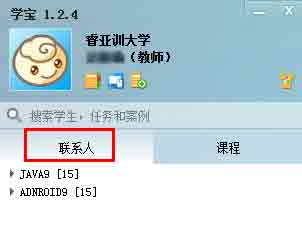 学宝 1.2.4
睿亚训大学
（教师）
搜索学生、任务和案例
联系人
课程
JAVA9 [15]
ADNROID9 [15]